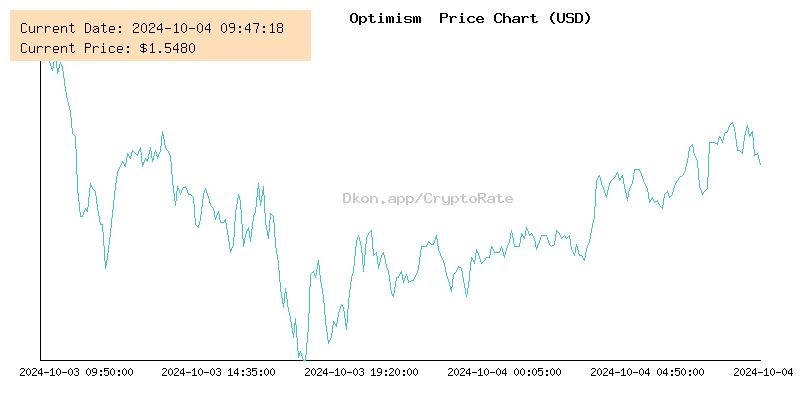 Optimism  Price Chart (USD)
Current Date: 2024-10-04 09:47:18
Current Price: $1.5480
Dkon.app/CryptoRate
2024-10-03 09:50:00 2024-10-03 14:35:00 2024-10-03 19:20:00 2024-10-04 00:05:00 2024-10-04 04:50:00 2024-10-04